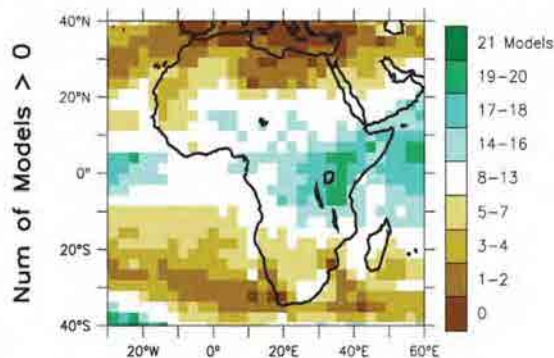 Num of Models > 0
40°N
20°N
0°
20°S
40°S
20°W
0°
20°E
40°E
60°E
21 Models
19-20
17-18
14-16
8-13
5-7
3-4
1-2
0